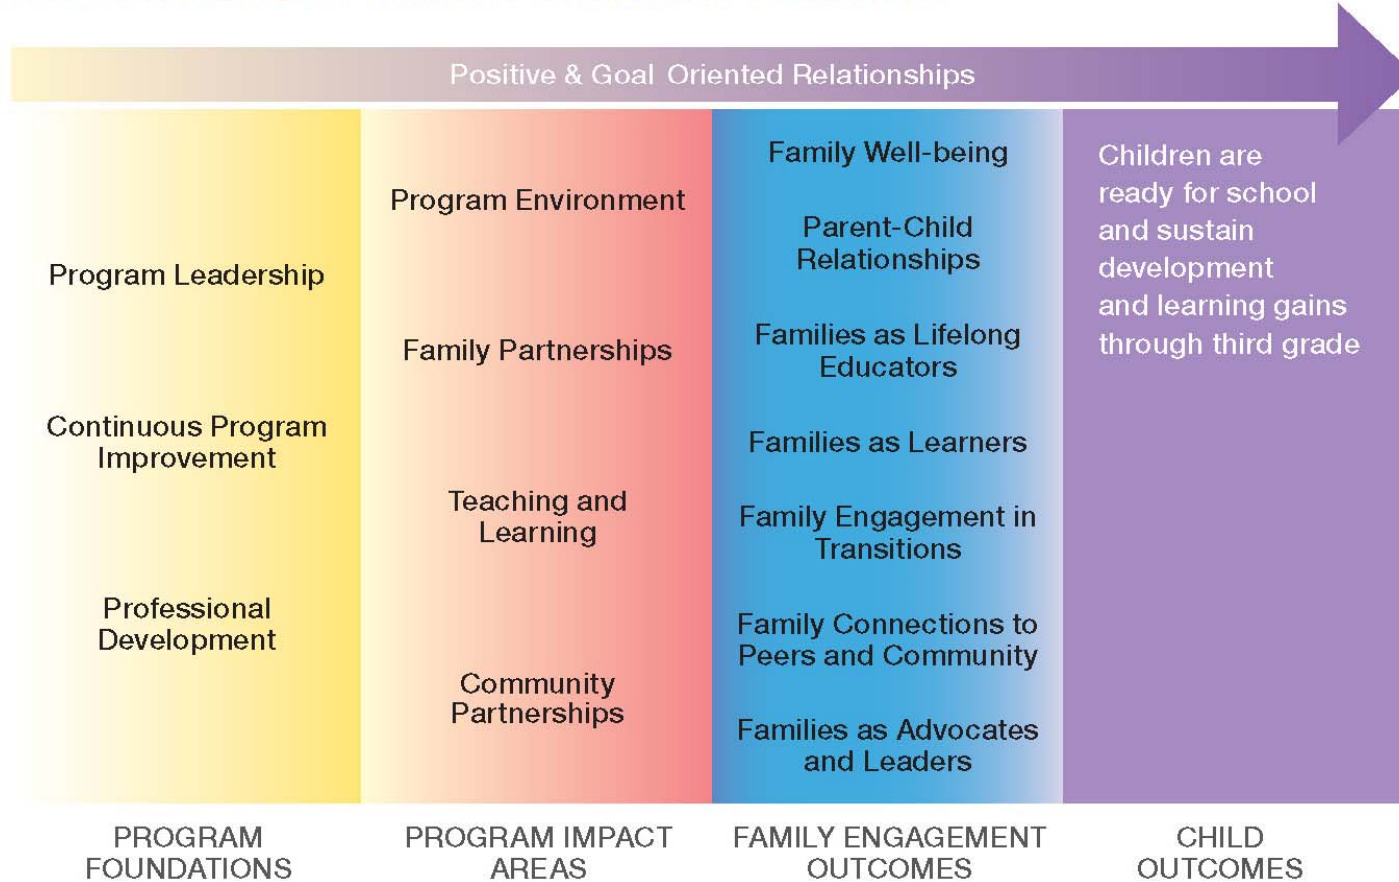 Positive & Goal Oriented Relationships
Program Leadership
Continuous Program
Improvement
Professional
Development
PROGRAM
FOUNDATIONS
Program Environment
Family Partnerships
Teaching and
Learning
Community
Partnerships
PROGRAM IMPACT
AREAS
Family Well-being
Parent-Child
Relationships
Families as Lifelong
Educators
Families as Learners
Family Engagement in
Transitions
Family Connections to
Peers and Community
Families as Advocates
and Leaders
FAMILY ENGAGEMENT
OUTCOMES
Children are
ready for school
and sustain
development
and learning gains
through third grade
CHILD
OUTCOMES